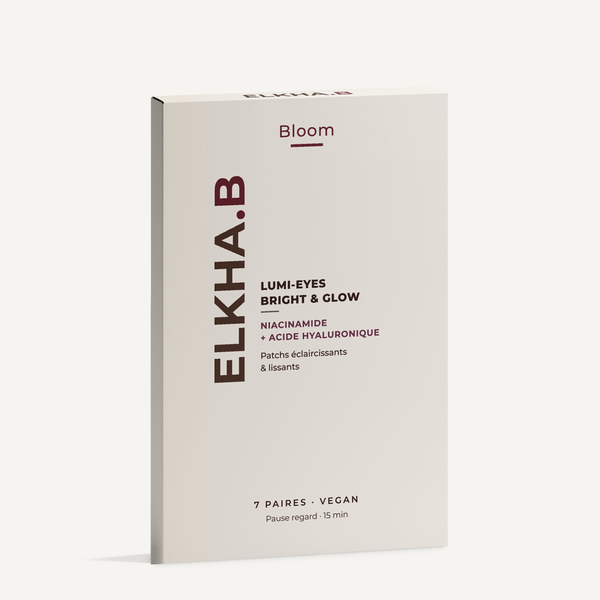 ELKHA.B
Bloom
ELKHA.B
LUMI-EYES
BRIGHT & GLOW
NIACINAMIDE
+ ACIDE HYALURONIQUE
Patchs éclaircissants
& lissants
7 PAIRES · VEGAN
Pause regard · 15 min